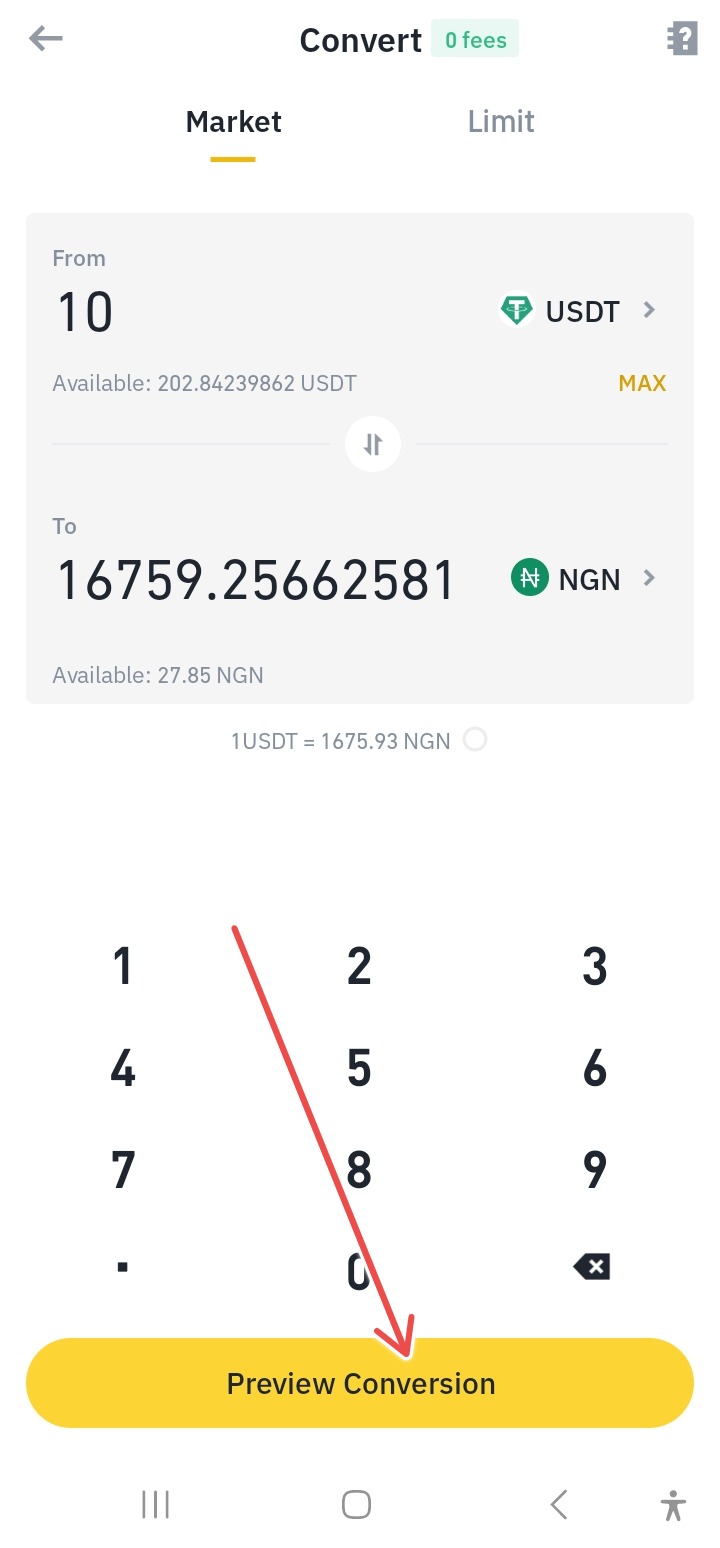 Convert 0 fees
Market Limit
From
10 USDT
Available: 202.84239862 USDT MAX
To
16759.25662581 NGN
Available: 27.85 NGN
1USDT = 1675.93 NGN
1 2 3
4 5 6
7 8 9
. 0
Preview Conversion